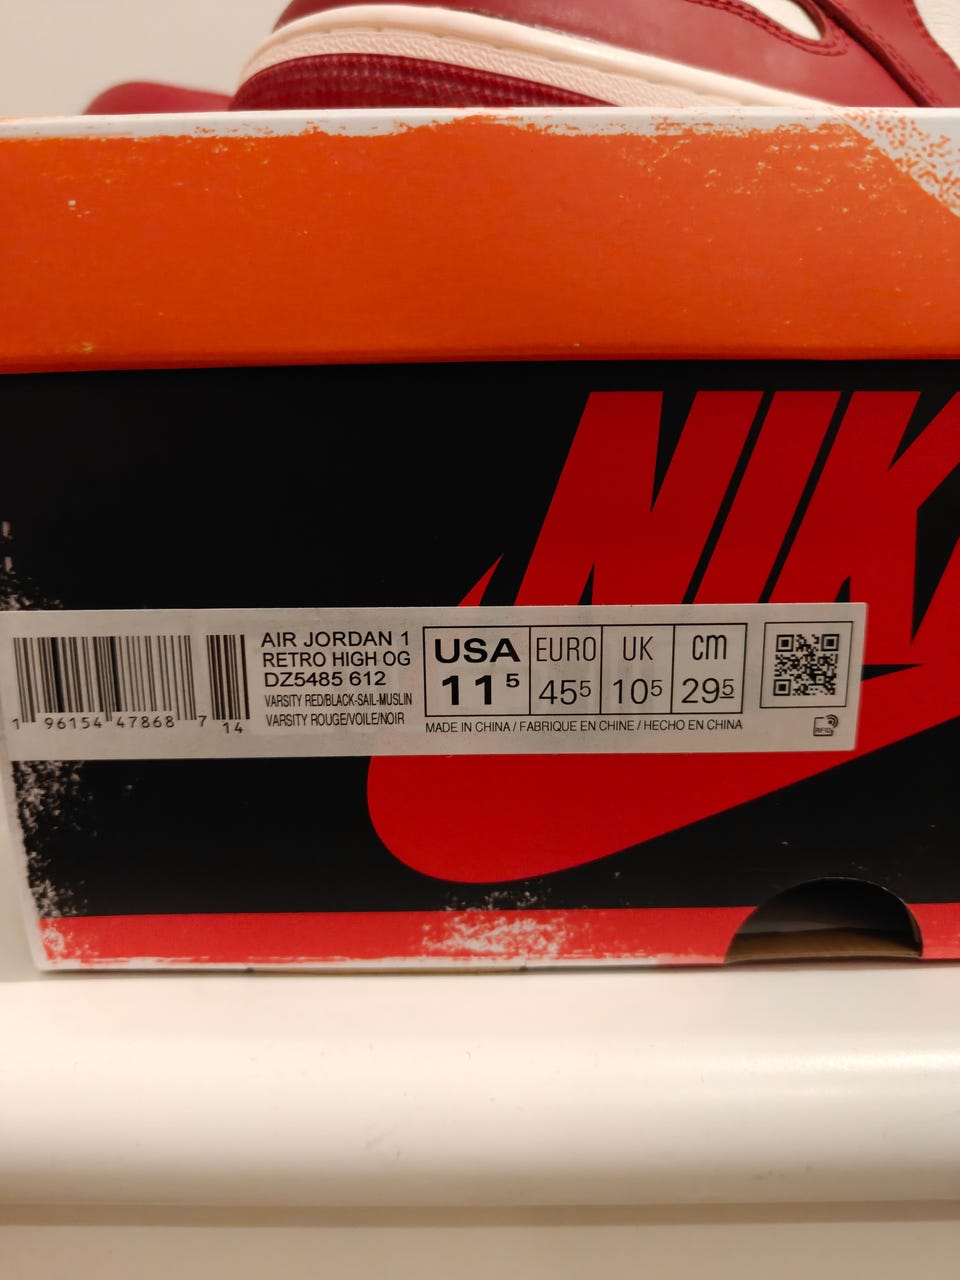 NIK
AIR JORDAN 1
RETRO HIGH OG
DZ5485 612
VARSITY RED/BLACK-SAIL-MUSLIN
VARSITY ROUGE/VOILE/NOIR
1 96154 47868 7 14
USA EURO UK cm
11 5 45 5 10 5 29 5
MADE IN CHINA / FABRIQUE EN CHINE / HECHO EN CHINA
RFID